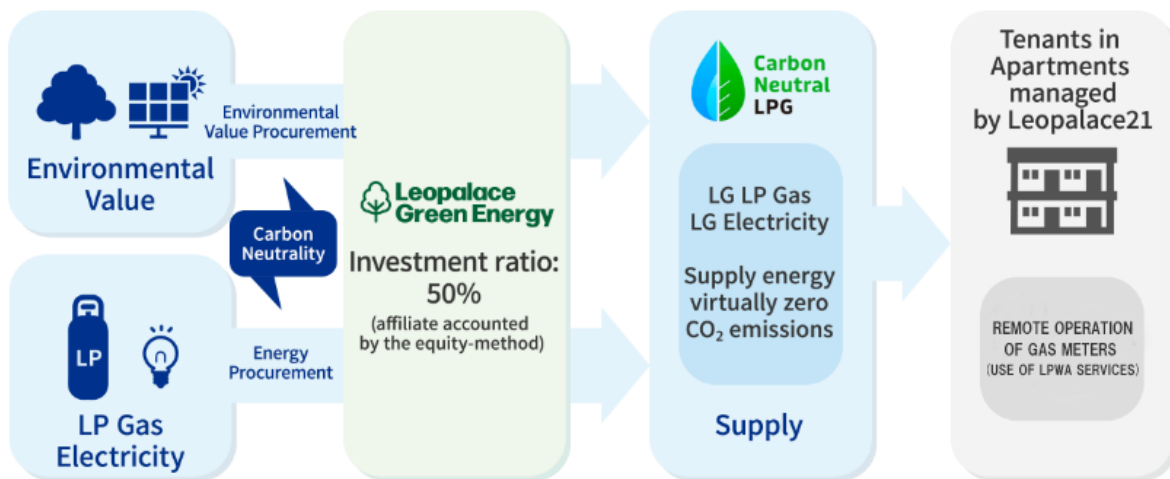 Environmental
Value
Environmental
Value Procurement
Carbon
Neutrality
LP
LP Gas
Electricity
Energy
Procurement
Leopalace
Green Energy
Investment ratio:
50%
(affiliate accounted
by the equity-method)
Carbon
Neutral
LPG
LG LP Gas
LG Electricity
Supply energy
virtually zero
CO₂ emissions
Supply
Tenants in
Apartments
managed
by Leopalace21
REMOTE OPERATION
OF GAS METERS
(USE OF LPWA SERVICES)